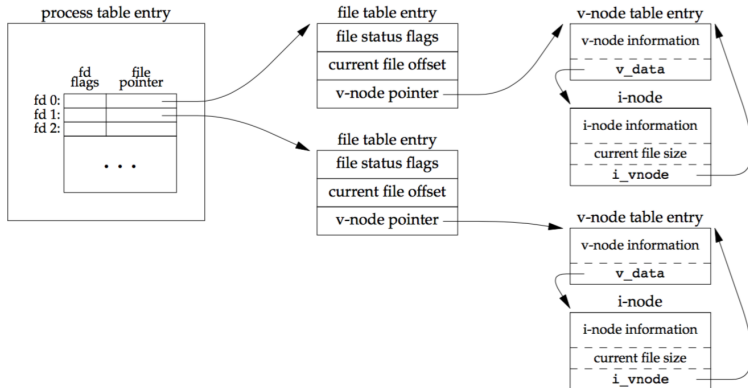 process table entry
fd flags
file pointer
fd 0:
fd 1:
fd 2:
• • •
file table entry
file status flags
current file offset
v-node pointer
file table entry
file status flags
current file offset
v-node pointer
v-node table entry
v-node information
v_data
i-node
i-node information
current file size
i_vnode
v-node table entry
v-node information
v_data
i-node
i-node information
current file size
i_vnode